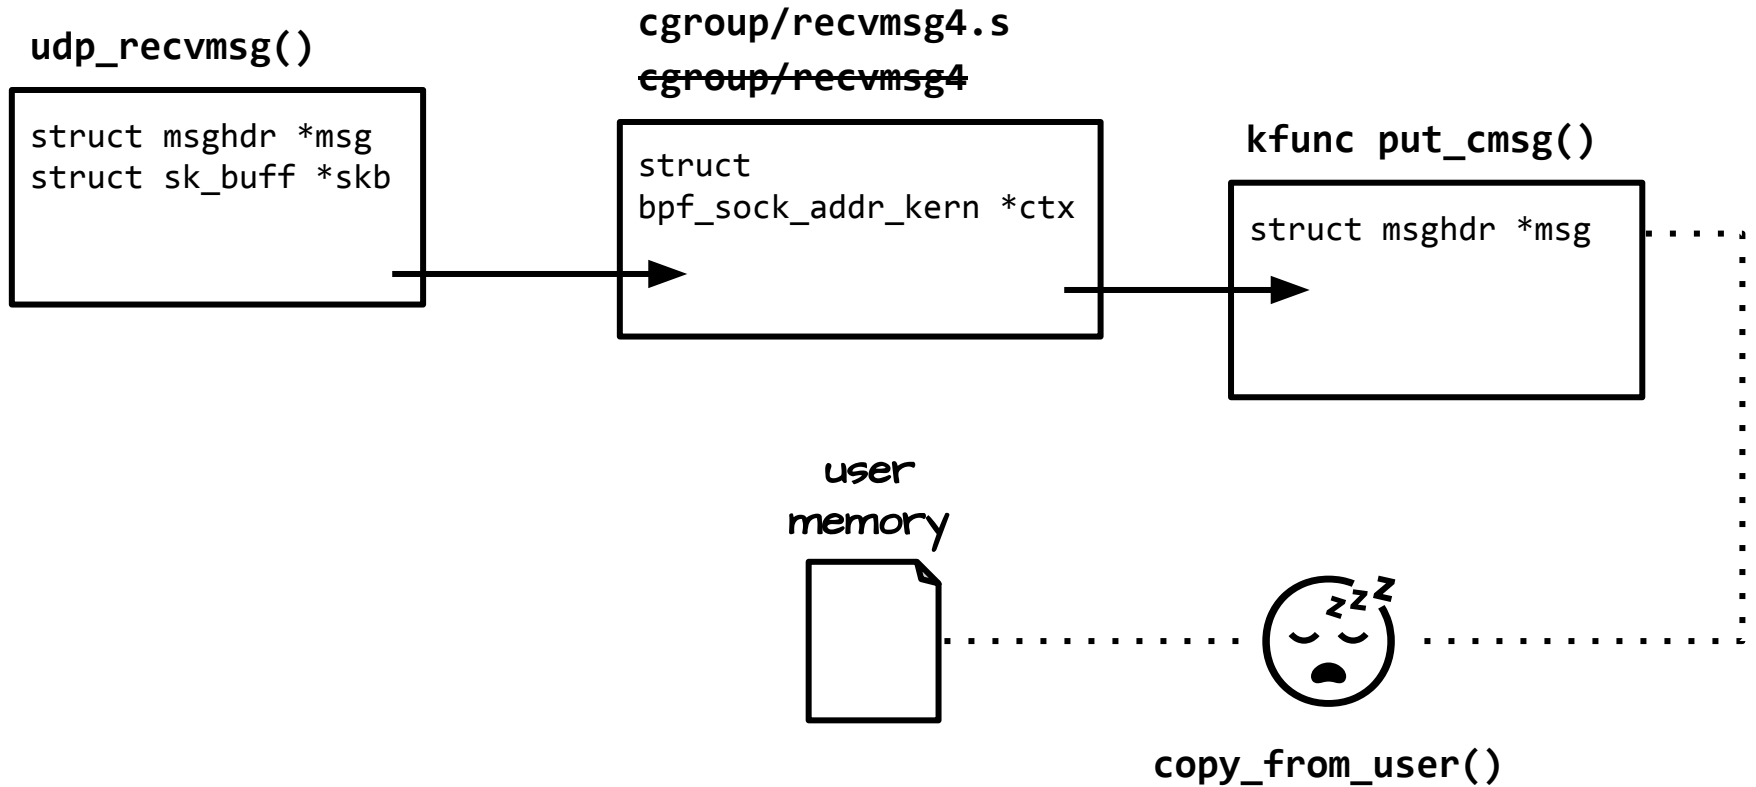 udp_recvmsg()
struct msghdr *msg
struct sk_buff *skb
cgroup/recvmsg4.s
cgroup/recvmsg4
struct
bpf_sock_addr_kern *ctx
kfunc put_cmsg()
struct msghdr *msg
user
memory
z z z
copy_from_user()